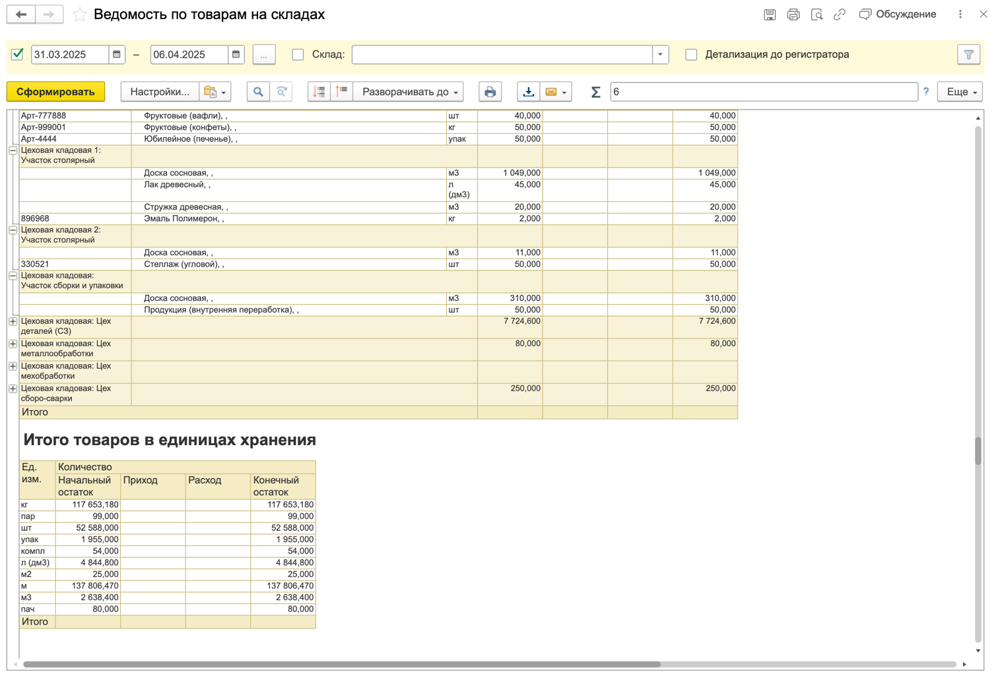 Ведомость по товарам на складах
Обсуждение
31.03.2025 – 06.04.2025 ... Склад: Детализация до регистратора
Сформировать Настройки... Разворачивать до Σ 6 ? Еще
Арт-777888 Фруктовые (вафли), , шт 40,000 40,000
Арт-999001 Фруктовые (конфеты), , кг 50,000 50,000
Арт-4444 Юбилейное (печенье), , упак 50,000 50,000
Цеховая кладовая 1:
Участок столярный
Доска сосновая, , м3 1 049,000 1 049,000
Лак древесный, , л 45,000 45,000
(дм3)
Стружка древесная, , м3 20,000 20,000
896968 Эмаль Полимерон, , кг 2,000 2,000
Цеховая кладовая 2:
Участок столярный
Доска сосновая, , м3 11,000 11,000
330521 Стеллаж (угловой), , шт 50,000 50,000
Цеховая кладовая:
Участок сборки и упаковки
Доска сосновая, , м3 310,000 310,000
Продукция (внутренняя переработка), , шт 50,000 50,000
Цеховая кладовая: Цех 7 724,600 7 724,600
деталей (С3)
Цеховая кладовая: Цех 80,000 80,000
металлообработки
Цеховая кладовая: Цех
мехобработки
Цеховая кладовая: Цех 250,000 250,000
сборо-сварки
Итого
Итого товаров в единицах хранения
Ед. Количество
изм. Начальный Приход Расход Конечный
остаток остаток
кг 117 653,180 117 653,180
пар 99,000 99,000
шт 52 588,000 52 588,000
упак 1 955,000 1 955,000
компл 54,000 54,000
л (дм3) 4 844,800 4 844,800
м2 25,000 25,000
м 137 806,470 137 806,470
м3 2 638,400 2 638,400
пач 80,000 80,000
Итого